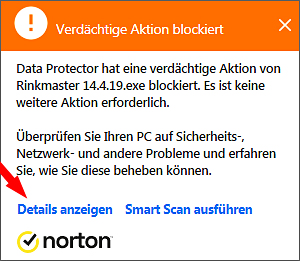 Verdächtige Aktion blockiert
Data Protector hat eine verdächtige Aktion von
Rinkmaster 14.4.19.exe blockiert. Es ist keine
weitere Aktion erforderlich.
Überprüfen Sie Ihren PC auf Sicherheits-,
Netzwerk- und andere Probleme und erfahren
Sie, wie Sie diese beheben können.
Details anzeigen Smart Scan ausführen
norton